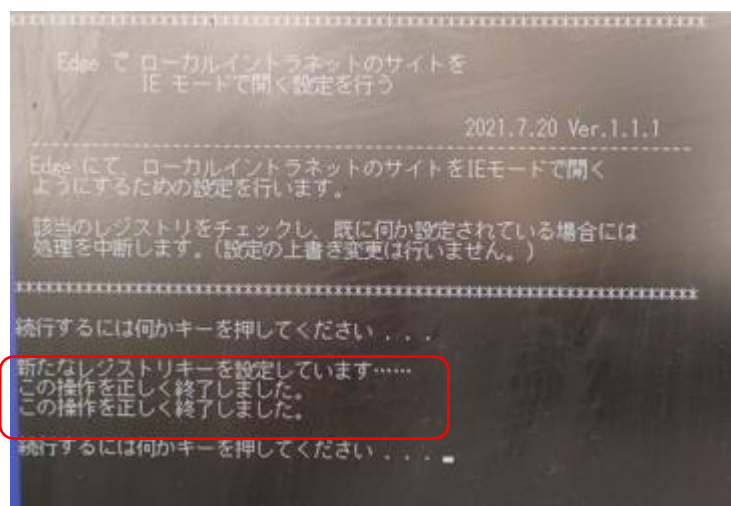 ************************************************************************
Edge で ローカルイントラネットのサイトを
IE モードで開く設定を行う
2021.7.20 Ver.1.1.1
------------------------------------------------------------------------
Edge にて、ローカルイントラネットのサイトをIEモードで開く
ようにするための設定を行います。
該当のレジストリをチェックし、既に何か設定されている場合には
処理を中断します。(設定の上書き変更は行いません。)
************************************************************************
続行するには何かキーを押してください . . .
新たなレジストリキーを設定しています……
この操作を正しく終了しました。
この操作を正しく終了しました。
続行するには何かキーを押してください . . .